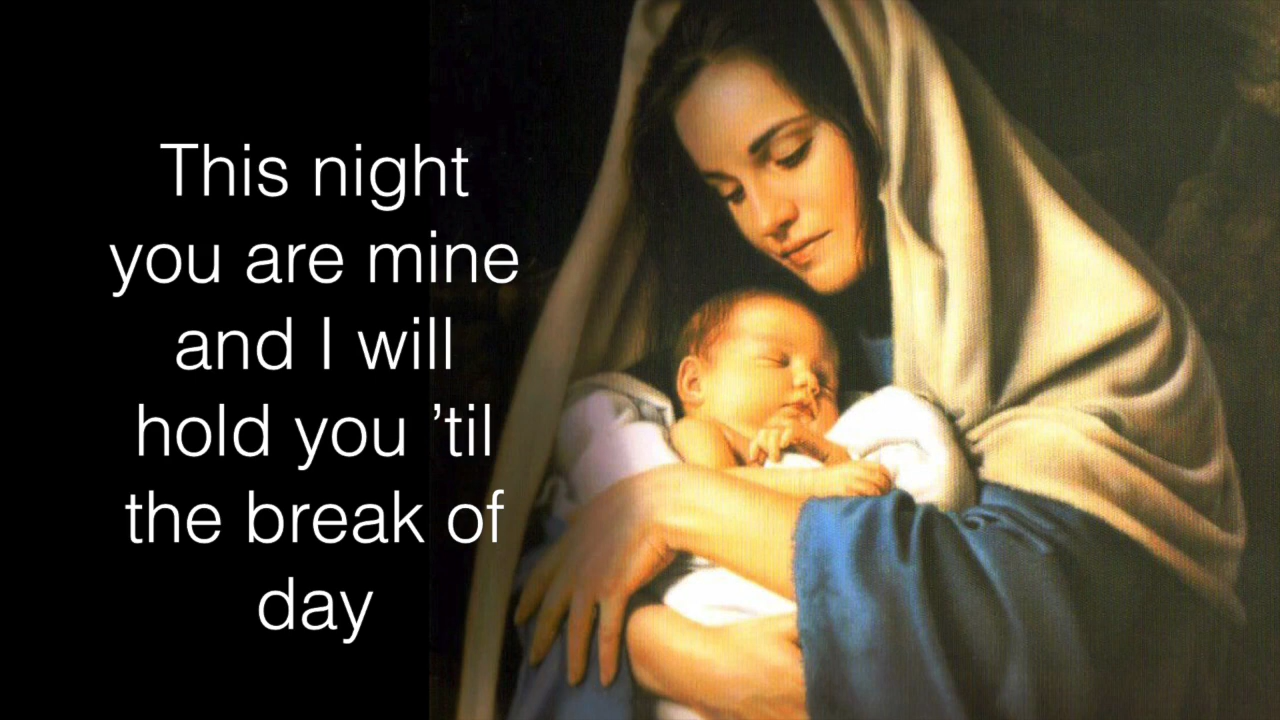 This night
you are mine
and I will
hold you ’til
the break of
day